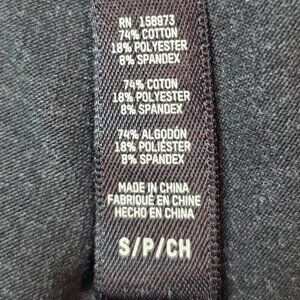 RN 158973
74% COTTON
18% POLYESTER
8% SPANDEX
74% COTON
18% POLYESTER
8% SPANDEX
74% ALGODÓN
18% POLIÉSTER
8% SPANDEX
MADE IN CHINA
FABRIQUÉ EN CHINE
HECHO EN CHINA
S/P/CH